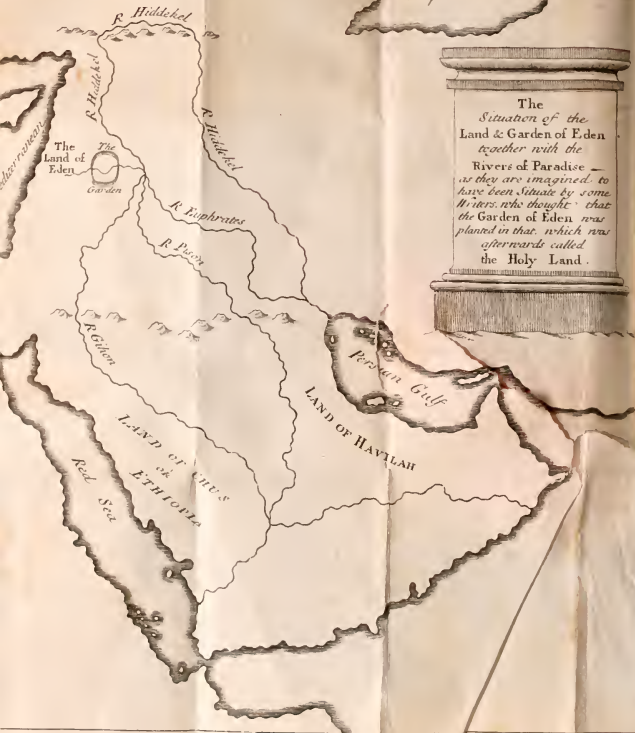 R Hiddekel
R Hiddekel
R Hiddekel
The
Situation of the
Land & Garden of Eden
together with the
Rivers of Paradise —
as they are imagined to
have been Situate by some
Writers, who thought that
the Garden of Eden was
planted in that, which was
afterwards called
the Holy Land.
The
Land of
Eden
The
Garden
R Euphrates
R Pison
R Gihon
Persian Gulf
LAND OF HAVILAH
LAND OF CHUS
or
ETHIOPIA
Red Sea